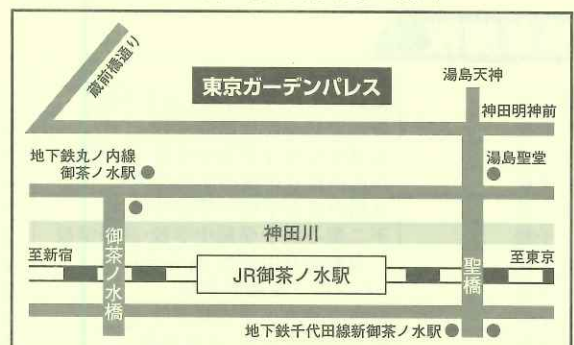 蔵前橋通り
東京ガーデンパレス
湯島天神
神田明神前
地下鉄丸ノ内線
御茶ノ水駅
湯島聖堂
神田川
至新宿
御茶ノ水橋
JR御茶ノ水駅
聖橋
至東京
地下鉄千代田線新御茶ノ水駅